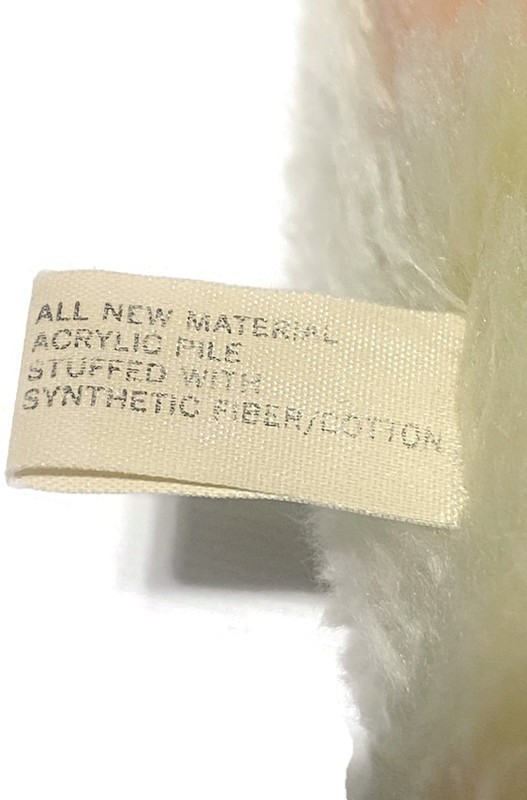 ALL NEW MATERIAL
ACRYLIC PILE
STUFFED WITH
SYNTHETIC FIBER/COTTON